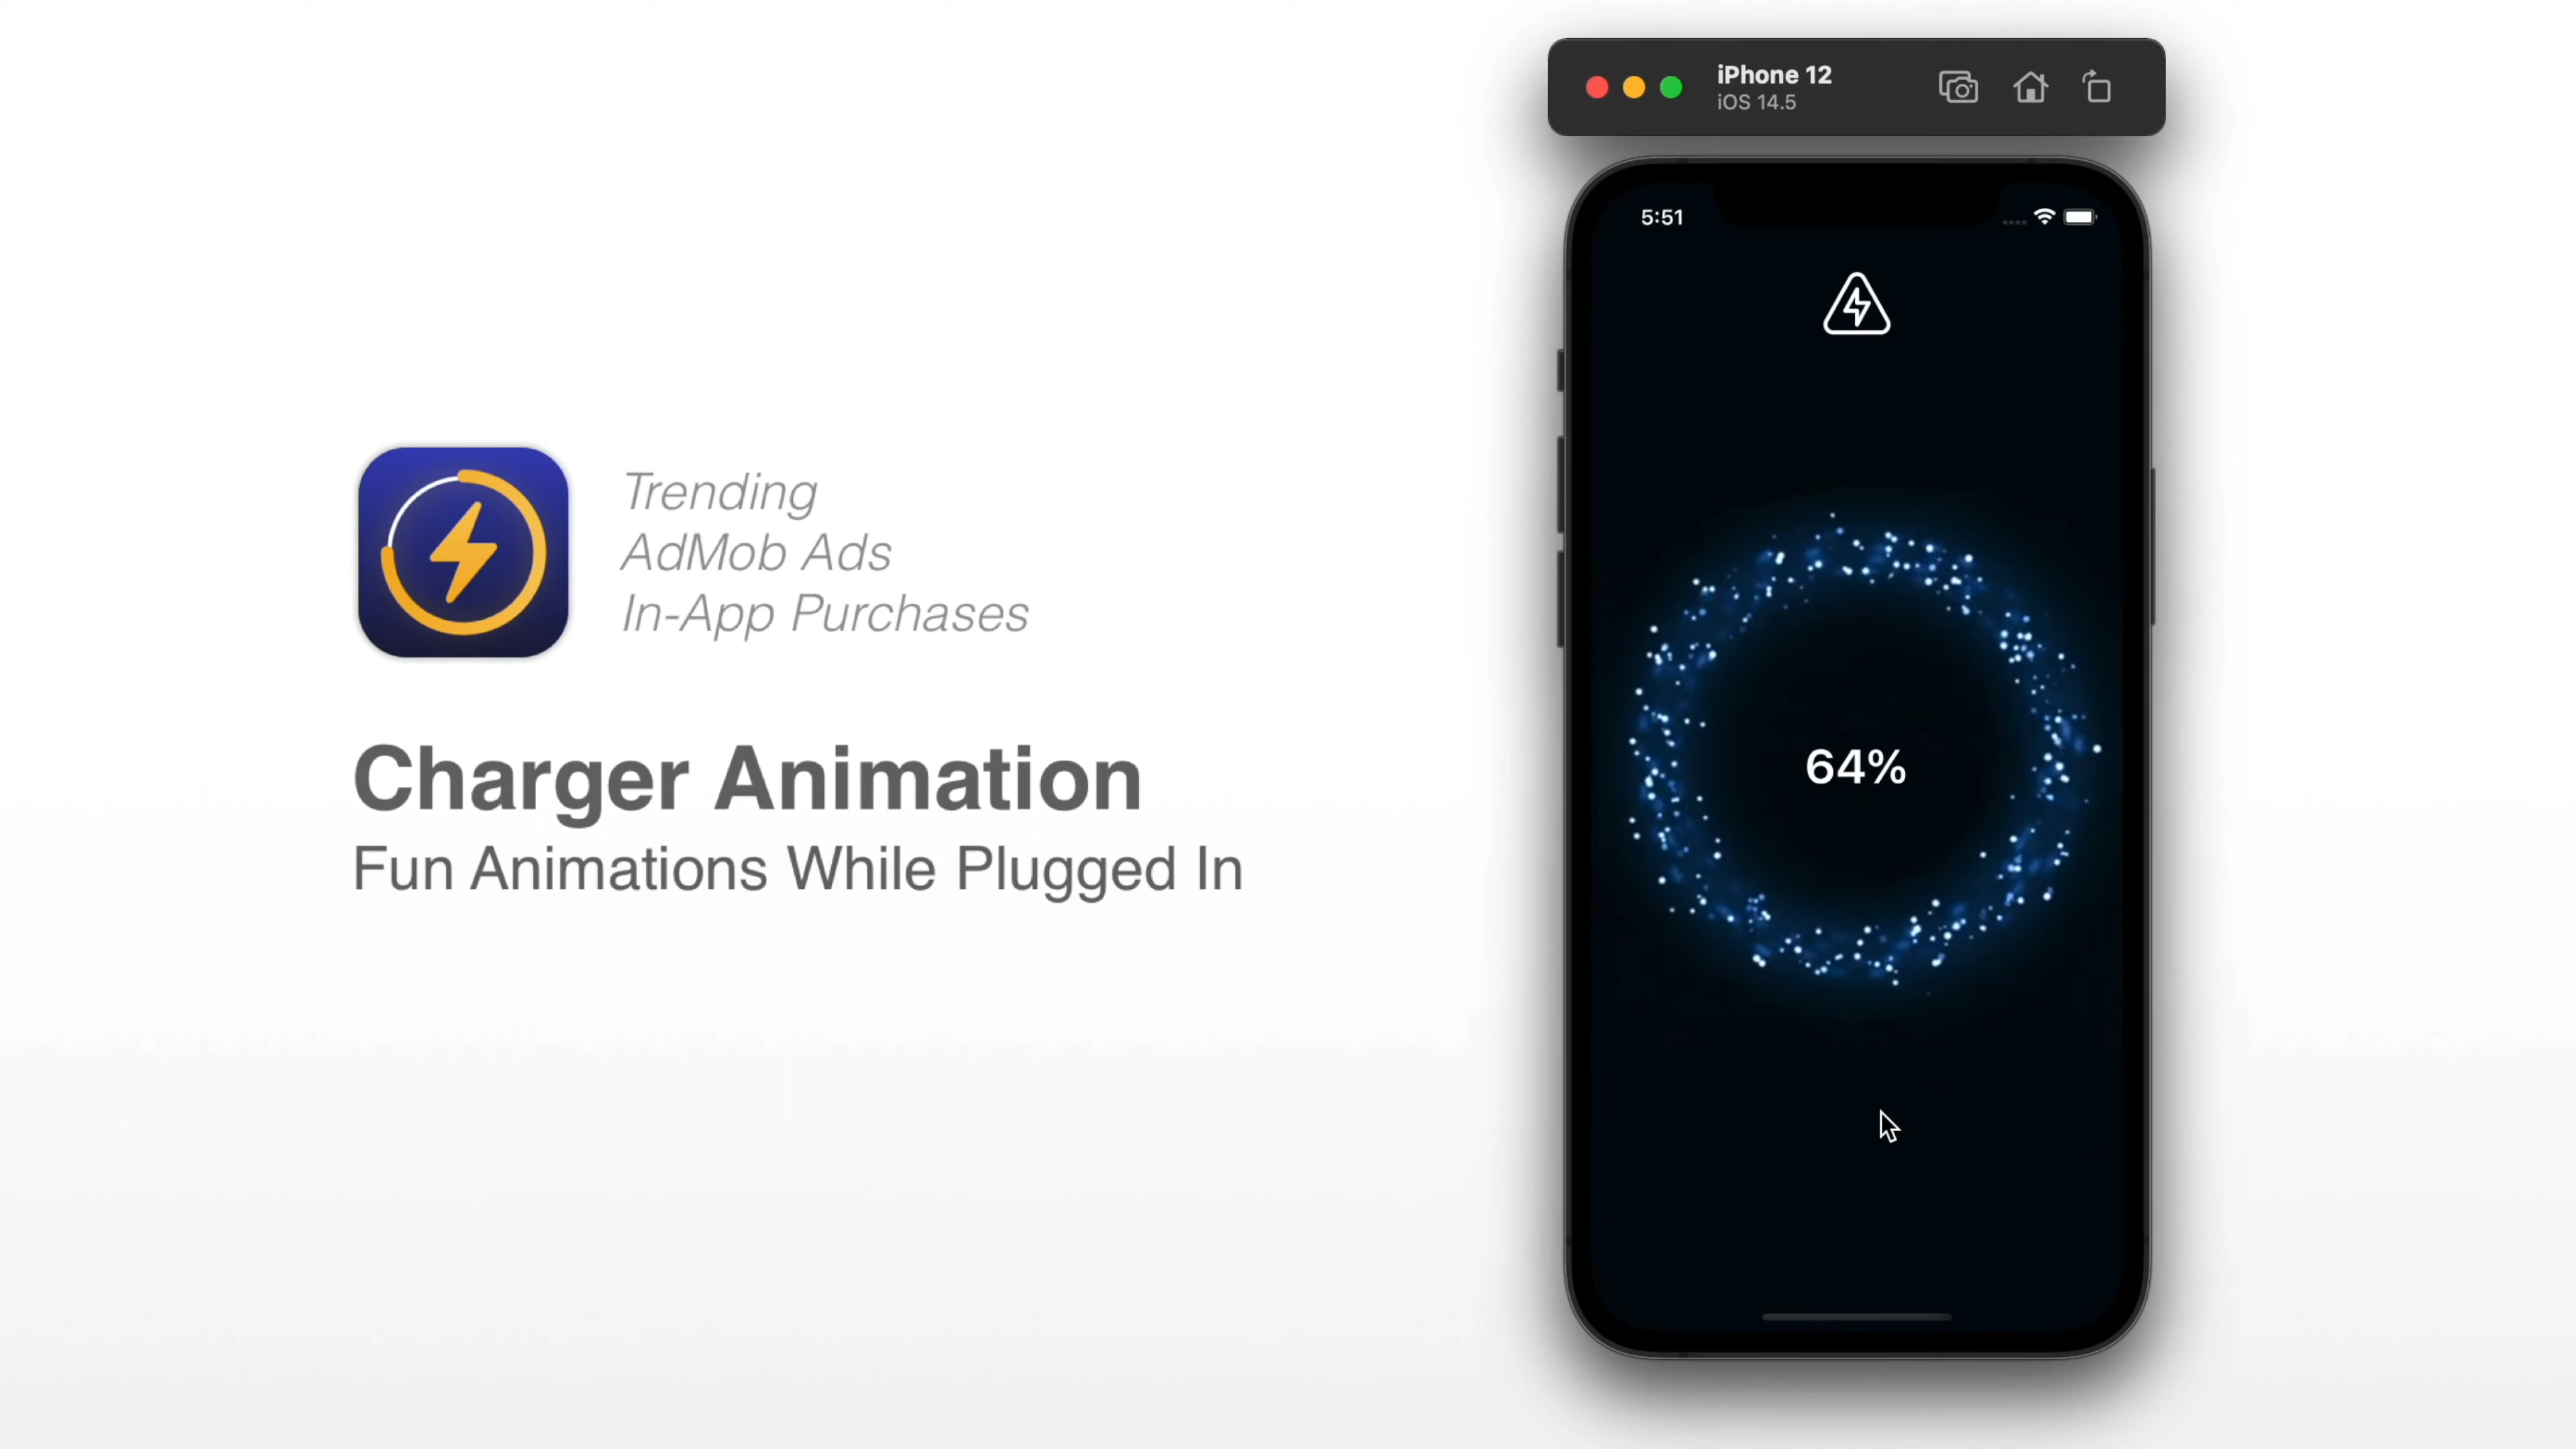 Trending
AdMob Ads
In-App Purchases
Charger Animation
Fun Animations While Plugged In
iPhone 12
iOS 14.5
5:51
64%